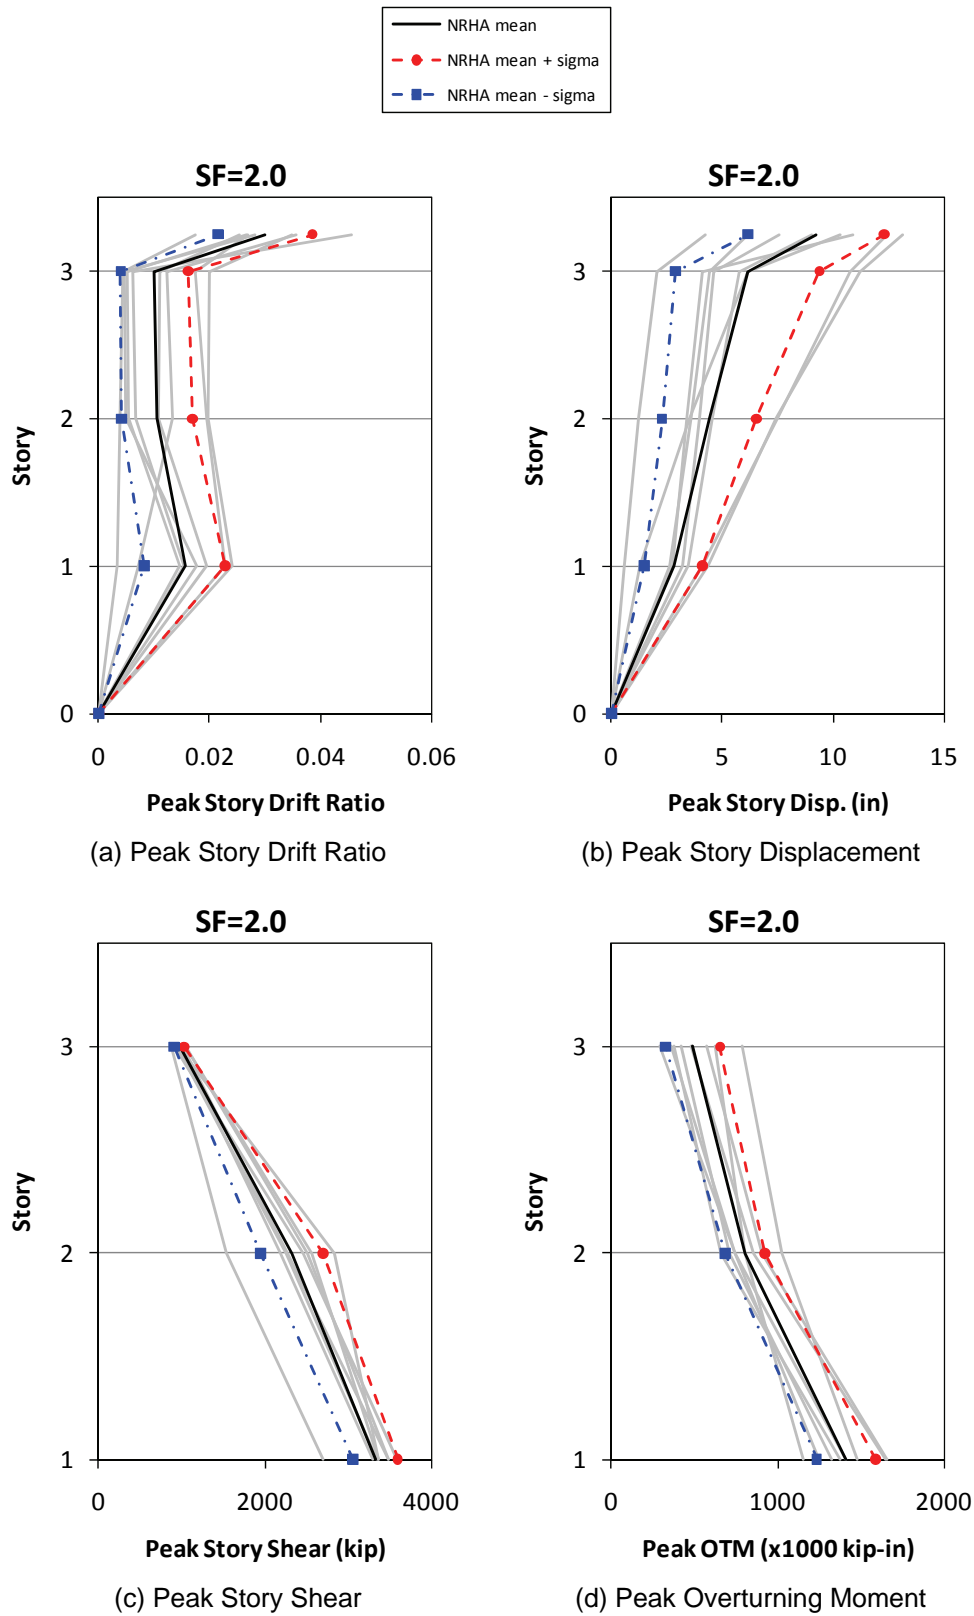 NRHA mean
NRHA mean + sigma
NRHA mean - sigma
SF=2.0
3
2
1
0
Story
0 0.02 0.04 0.06
Peak Story Drift Ratio
(a) Peak Story Drift Ratio
SF=2.0
3
2
1
0
Story
0 5 10 15
Peak Story Disp. (in)
(b) Peak Story Displacement
SF=2.0
3
2
1
Story
0 2000 4000
Peak Story Shear (kip)
(c) Peak Story Shear
SF=2.0
3
2
1
Story
0 1000 2000
Peak OTM (x1000 kip-in)
(d) Peak Overturning Moment